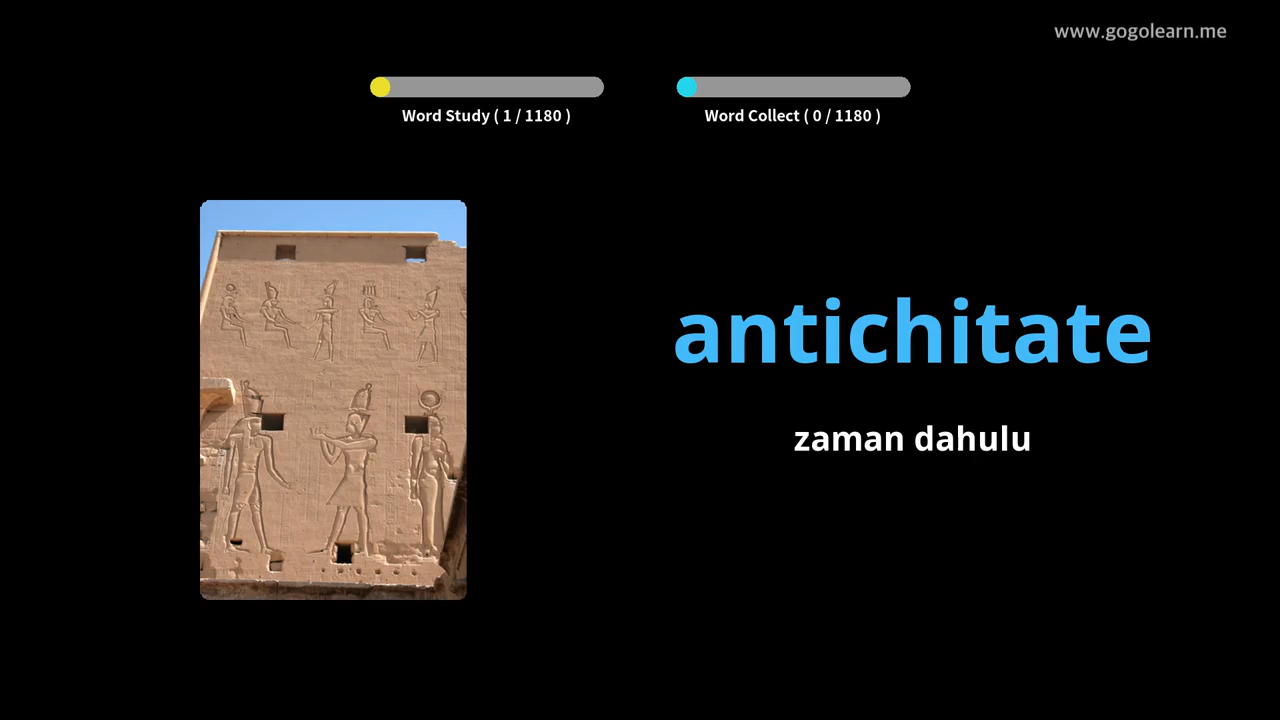 www.gogolearn.me
Word Study ( 1 / 1180 )
Word Collect ( 0 / 1180 )
antichitate
zaman dahulu